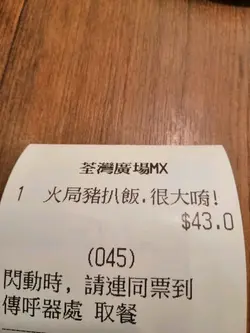 荃灣廣場MX
1 火局豬扒飯.很大唷!
$43.0
(045)
閃動時, 請連同票到
傳呼器處 取餐